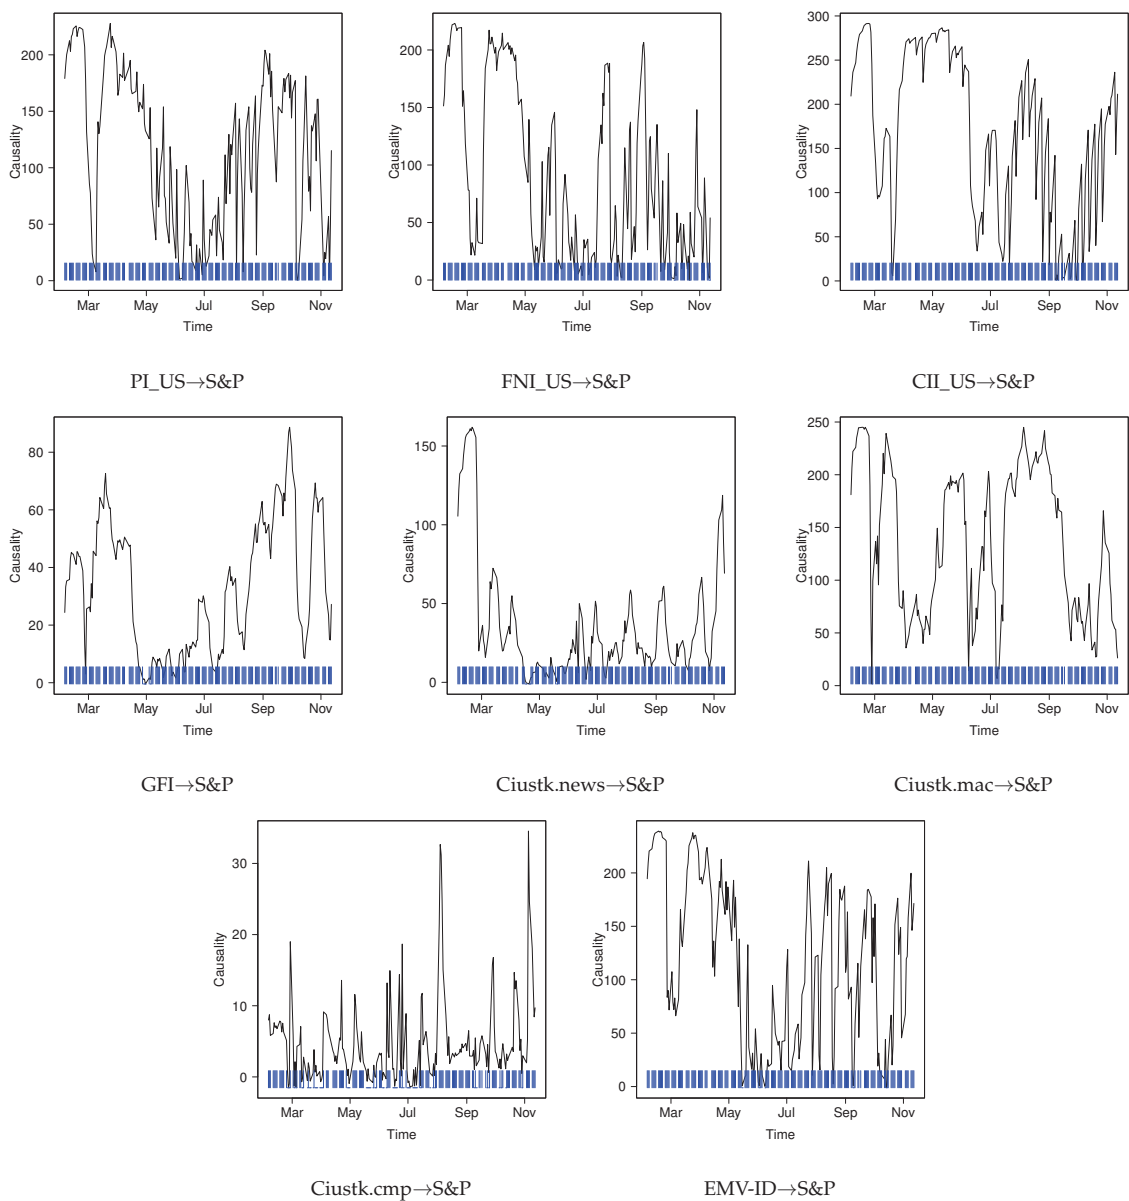 Causality
0
50
100
150
200
Mar
May
Jul
Sep
Nov
Time
PI_US→S&P
Causality
0
50
100
150
200
Mar
May
Jul
Sep
Nov
Time
FNI_US→S&P
Causality
0
50
100
150
200
250
300
Mar
May
Jul
Sep
Nov
Time
CII_US→S&P
Causality
0
20
40
60
80
Mar
May
Jul
Sep
Nov
Time
GFI→S&P
Causality
0
50
100
150
Mar
May
Jul
Sep
Nov
Time
Ciustk.news→S&P
Causality
0
50
100
150
200
250
Mar
May
Jul
Sep
Nov
Time
Ciustk.mac→S&P
Causality
0
10
20
30
Mar
May
Jul
Sep
Nov
Time
Ciustk.cmp→S&P
Causality
0
50
100
150
200
Mar
May
Jul
Sep
Nov
Time
EMV-ID→S&P